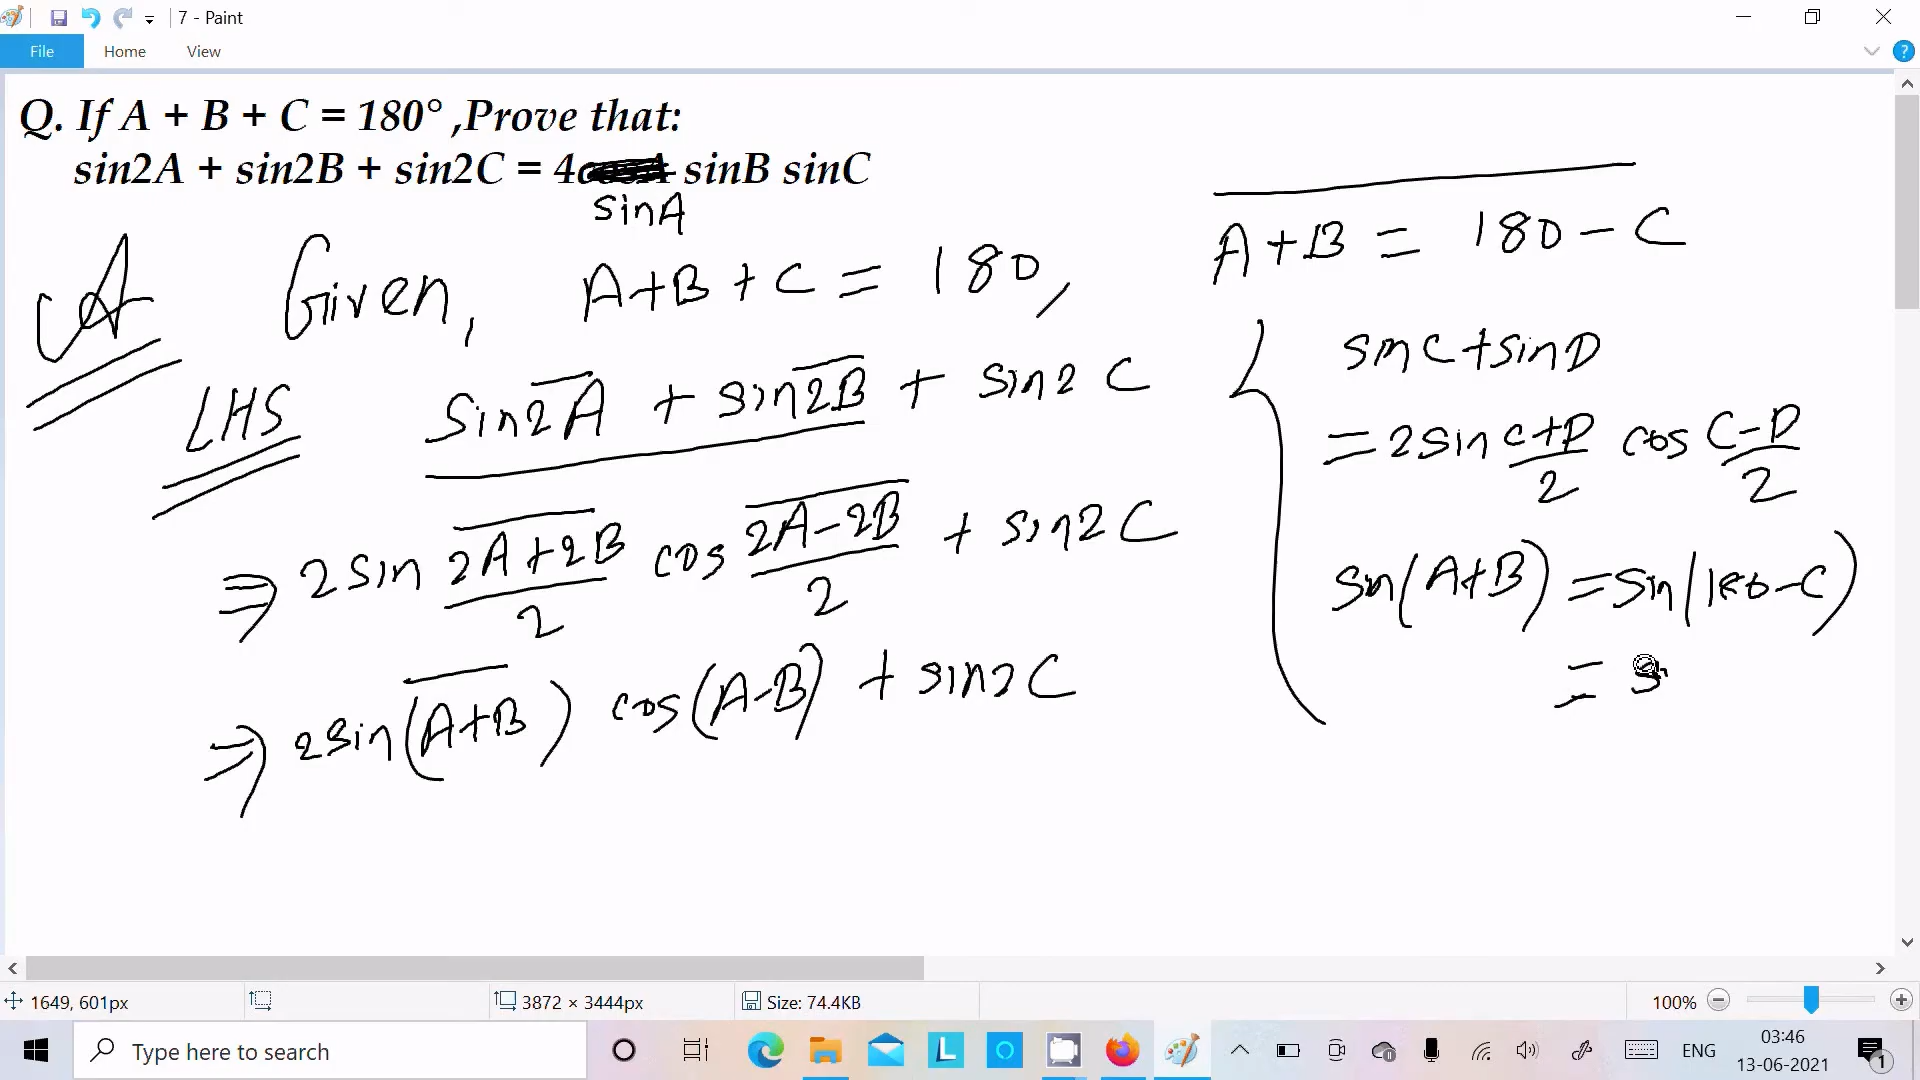 7 - Paint
File Home View
Q. If A + B + C = 180° ,Prove that:
sin2A + sin2B + sin2C = 4 sinB sinC
sinA
Given, A+B+C = 180,
LHS sin2A + sin2B + sin2C
⇒ 2sin (2A+2B)/2 cos (2A-2B)/2 + sin2C
⇒ 2sin(A+B) cos(A-B) + sin2C
A+B = 180-C
sinC+sinD
= 2sin (C+D)/2 cos (C-D)/2
sin(A+B) = sin(180-C)
=
1649, 601px
3872 × 3444px
Size: 74.4KB
100%
Type here to search
L
ENG
03:46
13-06-2021
1